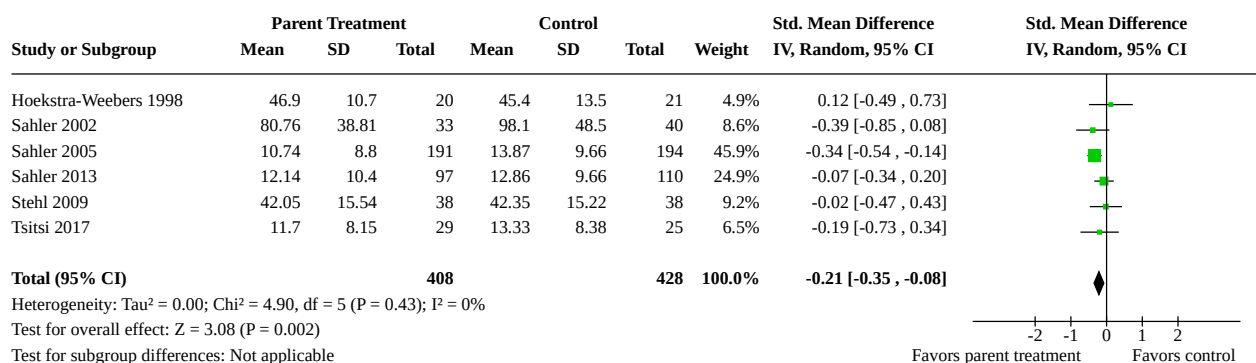 Parent Treatment Control Std. Mean Difference Std. Mean Difference
Study or Subgroup Mean SD Total Mean SD Total Weight IV, Random, 95% CI IV, Random, 95% CI
Hoekstra-Weebers 1998 46.9 10.7 20 45.4 13.5 21 4.9% 0.12 [-0.49 , 0.73]
Sahler 2002 80.76 38.81 33 98.1 48.5 40 8.6% -0.39 [-0.85 , 0.08]
Sahler 2005 10.74 8.8 191 13.87 9.66 194 45.9% -0.34 [-0.54 , -0.14]
Sahler 2013 12.14 10.4 97 12.86 9.66 110 24.9% -0.07 [-0.34 , 0.20]
Stehl 2009 42.05 15.54 38 42.35 15.22 38 9.2% -0.02 [-0.47 , 0.43]
Tsitsi 2017 11.7 8.15 29 13.33 8.38 25 6.5% -0.19 [-0.73 , 0.34]
Total (95% CI) 408 428 100.0% -0.21 [-0.35 , -0.08]
Heterogeneity: Tau² = 0.00; Chi² = 4.90, df = 5 (P = 0.43); I² = 0%
Test for overall effect: Z = 3.08 (P = 0.002) -2 -1 0 1 2
Test for subgroup differences: Not applicable Favors parent treatment Favors control